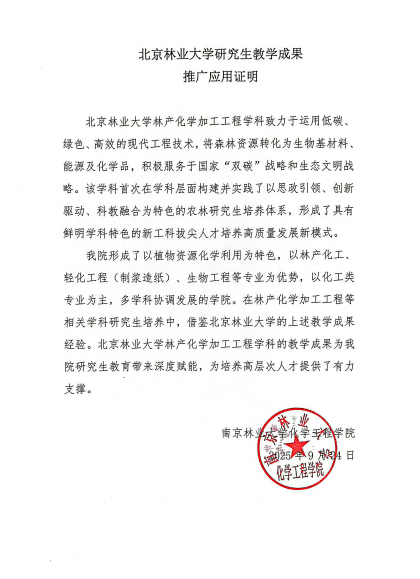 北京林业大学研究生教学成果
推广应用证明
北京林业大学林产化学加工工程学科致力于运用低碳、
绿色、高效的现代工程技术，将森林资源转化为生物基材料、
能源及化学品，积极服务于国家“双碳”战略和生态文明战
略。该学科首次在学科层面构建并实践了以思政引领、创新
驱动、科教融合为特色的农林研究生培养体系，形成了具有
鲜明学科特色的新工科拔尖人才培养高质量发展新模式。
我院形成了以植物资源化学利用为特色，以林产化工、
轻化工程（制浆造纸）、生物工程等专业为优势，以化工类
专业为主，多学科协调发展的学院。在林产化学加工工程等
相关学科研究生培养中，借鉴北京林业大学的上述教学成果
经验。北京林业大学林产化学加工工程学科的教学成果为我
院研究生教育带来深度赋能，为培养高层次人才提供了有力
支撑。
南京林业大学化学工程学院
2025年9月24日
南京林业大学
化学工程学院